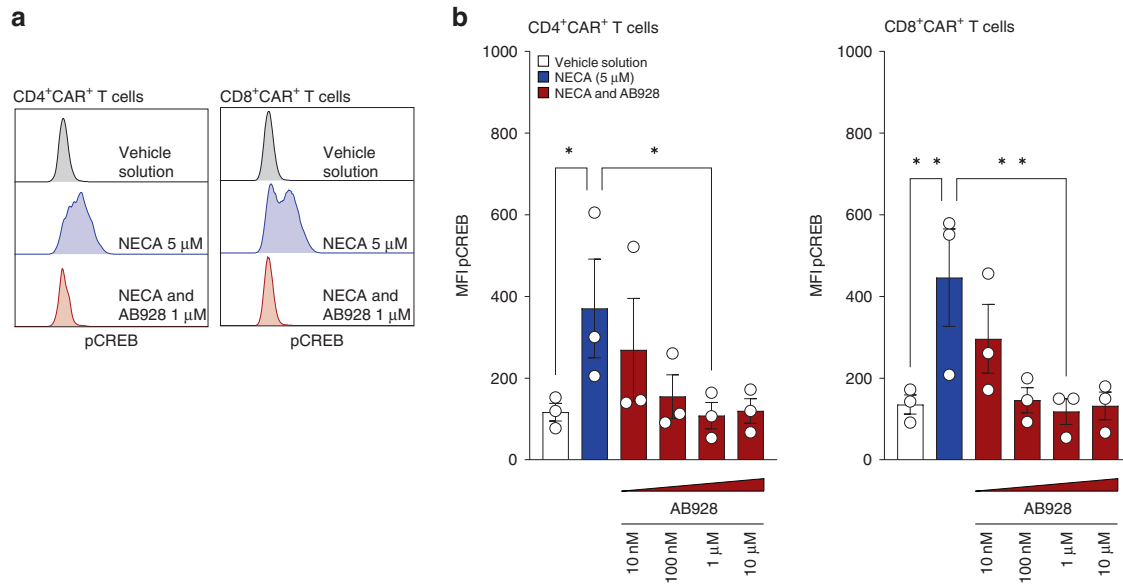 a
CD4⁺CAR⁺ T cells
Vehicle
solution
NECA 5 μM
NECA and
AB928 1 μM
CD8⁺CAR⁺ T cells
Vehicle
solution
NECA 5 μM
NECA and
AB928 1 μM
pCREB
pCREB
b
CD4⁺CAR⁺ T cells
Vehicle solution
NECA (5 μM)
NECA and AB928
MFI pCREB
1000
800
600
400
200
0
*
*
AB928
10 nM
100 nM
1 μM
10 μM
CD8⁺CAR⁺ T cells
MFI pCREB
1000
800
600
400
200
0
* *
* *
AB928
10 nM
100 nM
1 μM
10 μM